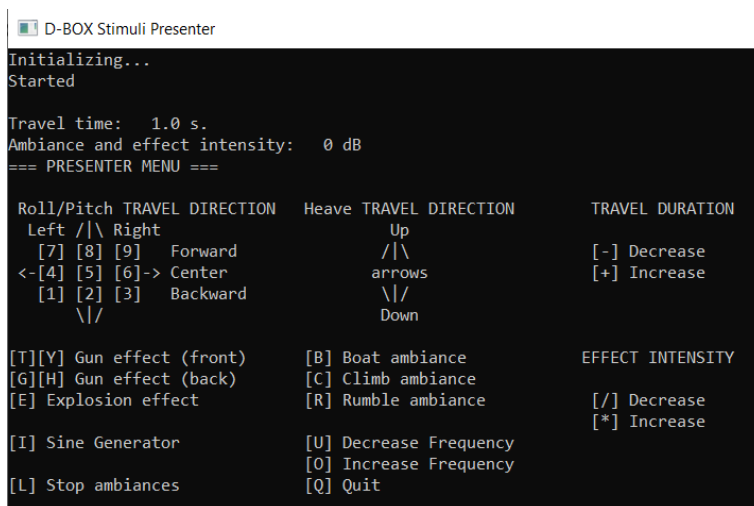 D-BOX Stimuli Presenter
Initializing...
Started
Travel time:   1.0 s.
Ambiance and effect intensity:   0 dB
=== PRESENTER MENU ===
 Roll/Pitch TRAVEL DIRECTION   Heave TRAVEL DIRECTION        TRAVEL DURATION
  Left /|\ Right                        Up
   [7] [8] [9]   Forward               /|\                   [-] Decrease
 <-[4] [5] [6]-> Center               arrows                 [+] Increase
   [1] [2] [3]   Backward              \|/
       \|/                             Down
[T][Y] Gun effect (front)      [B] Boat ambiance            EFFECT INTENSITY
[G][H] Gun effect (back)       [C] Climb ambiance
[E] Explosion effect           [R] Rumble ambiance           [/] Decrease
                                                             [*] Increase
[I] Sine Generator             [U] Decrease Frequency
                               [O] Increase Frequency
[L] Stop ambiances             [Q] Quit